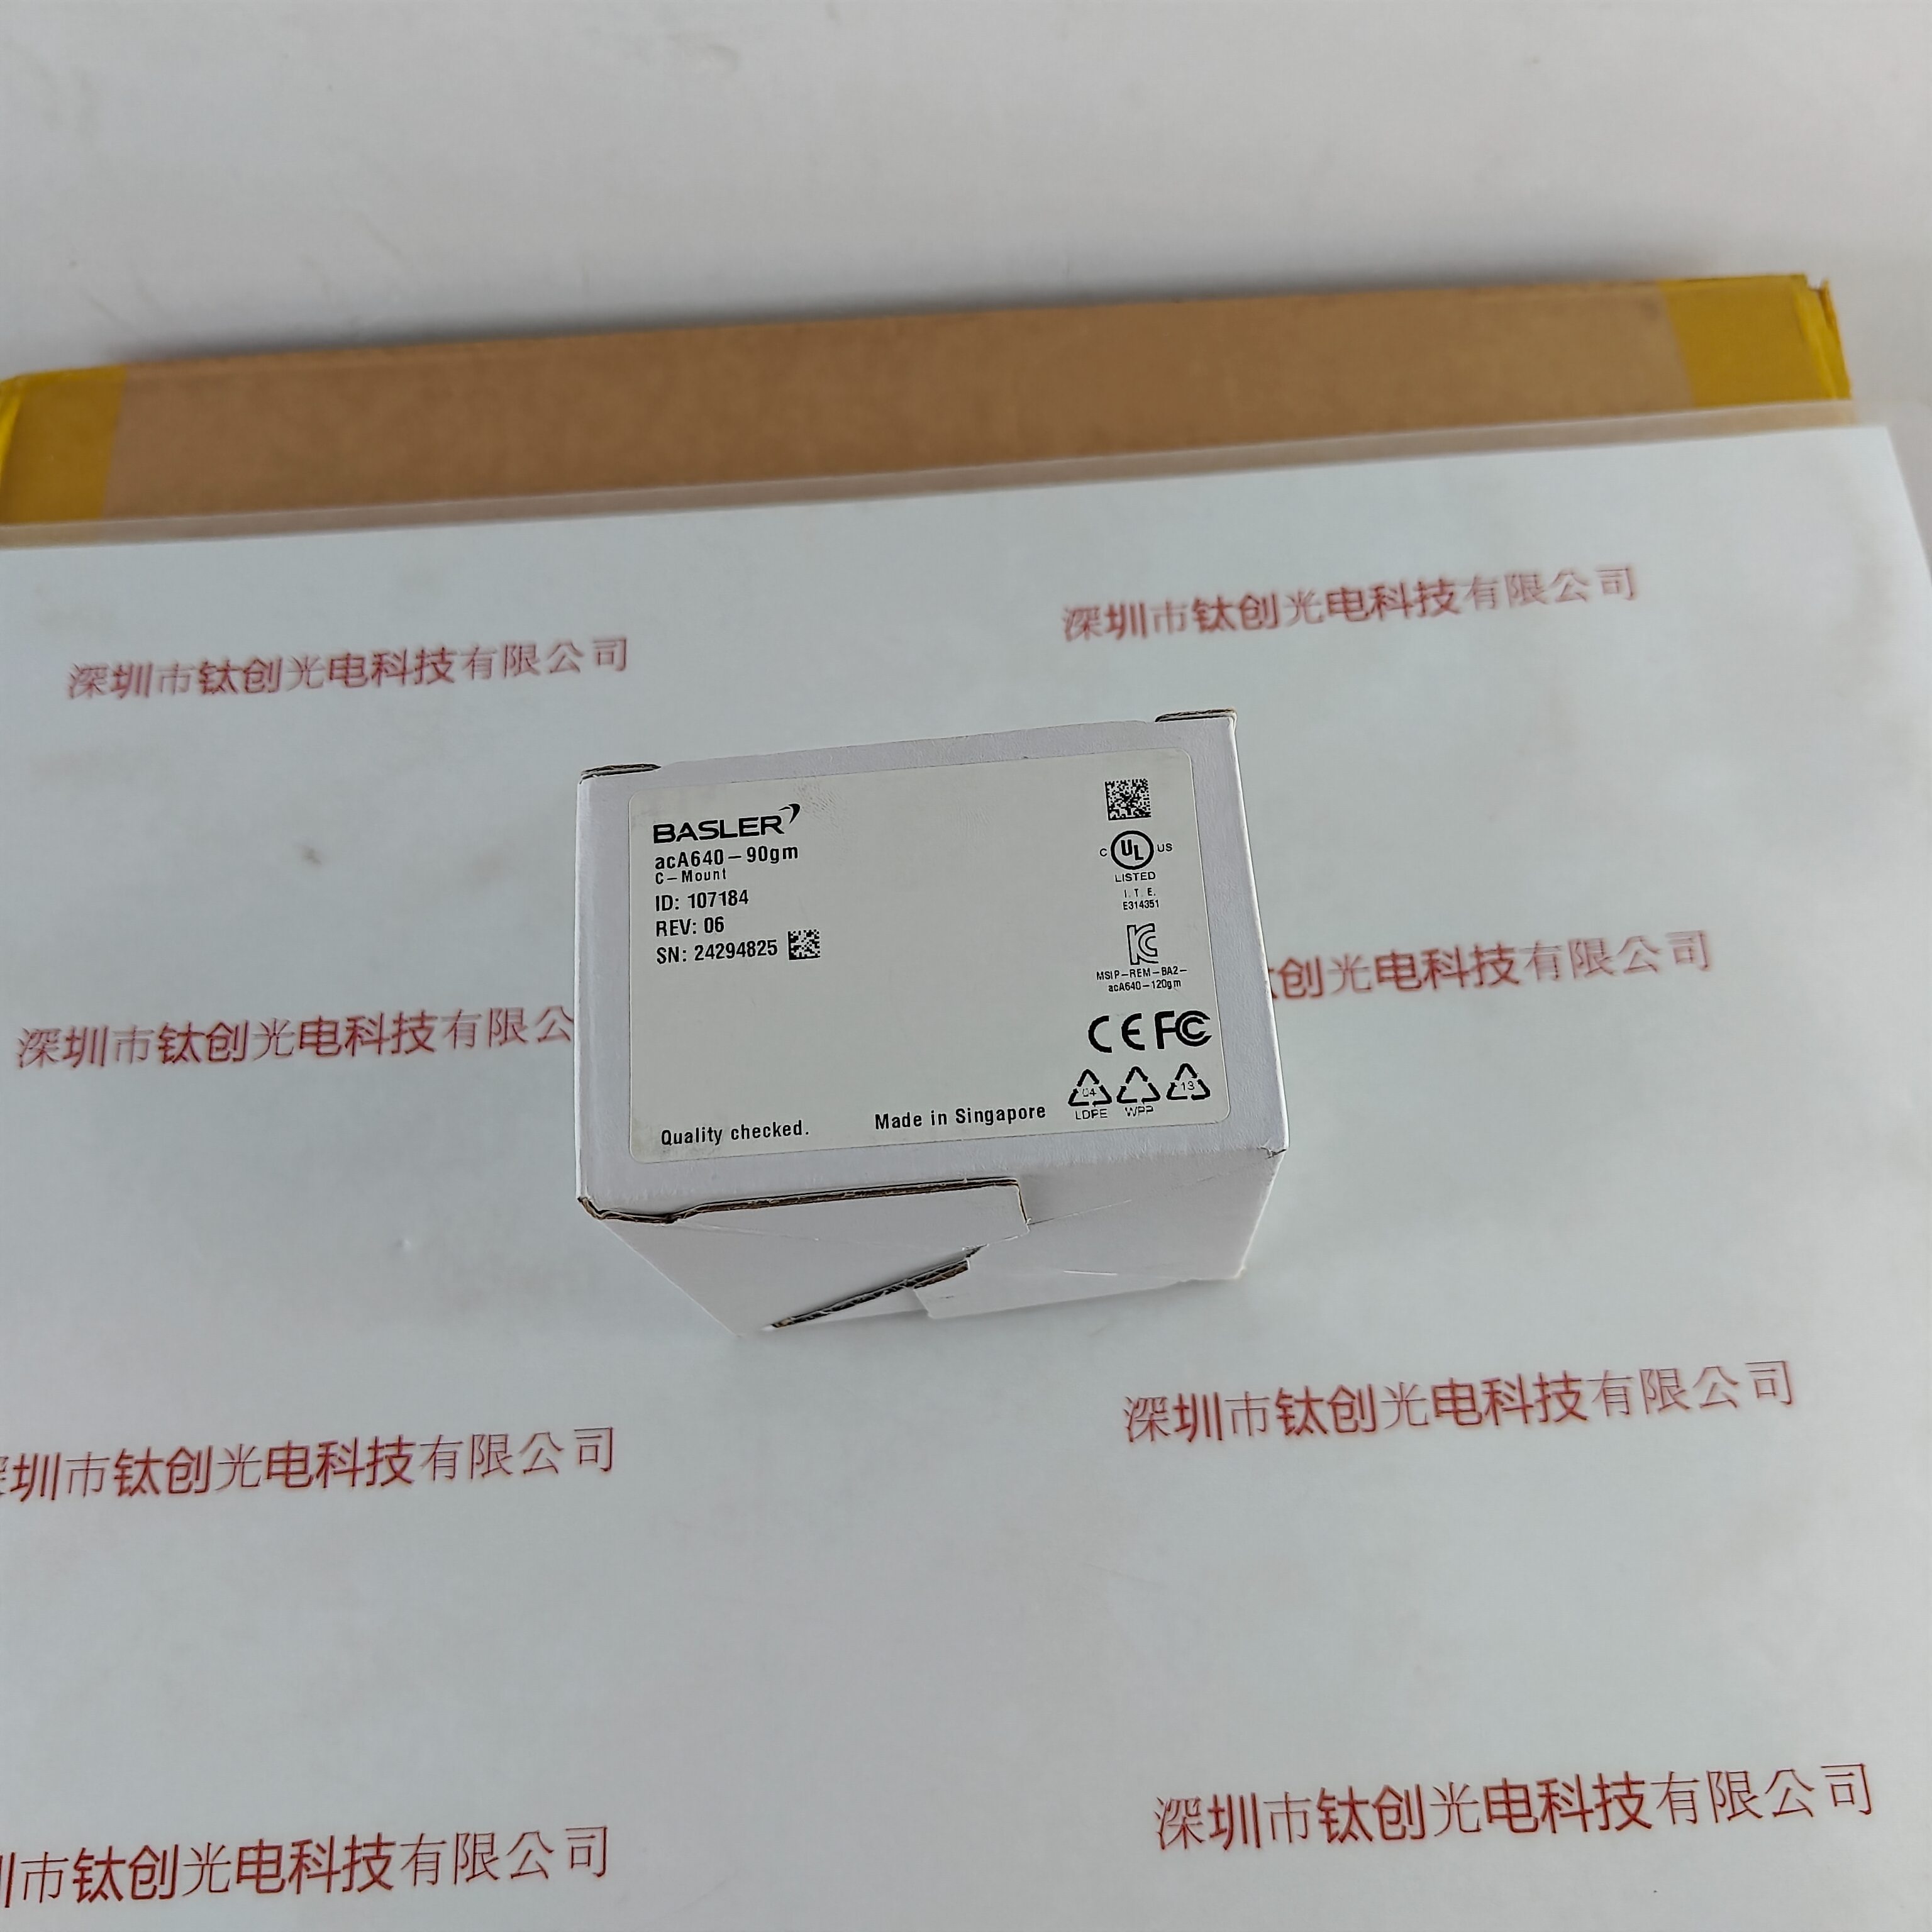 深圳市钛创光电科技有限公司
深圳市钛创光电科技有限公司
BASLER
acA640-90gm
C-Mount
ID: 107184
REV: 06
SN: 24294825
C UL US
LISTED
I.T.E.
E314351
MSIP-REM-BA2-
acA640-120gm
CE FC
04 13
LDPE WPP
Quality checked. Made in Singapore
深圳市钛创光电科技有限公
创光电科技有限公司
深圳市钛创光电科技有限公司
圳市钛创光电科技有限公司
深圳市钛创光电科技有限公司
市钛创光电科技有限公司